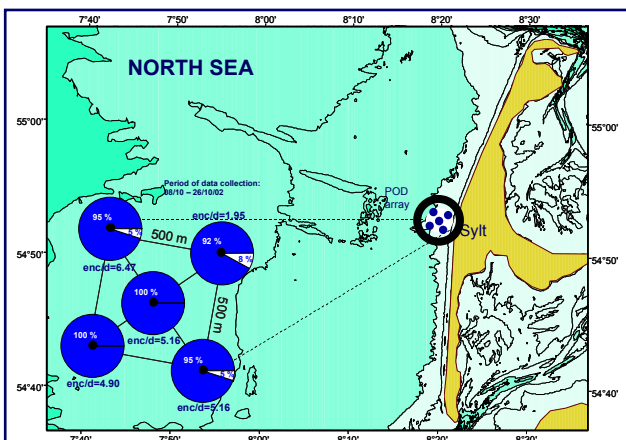 7°40' 7°50' 8°00' 8°10' 8°20' 8°30'
NORTH SEA
55°00' 55°00'
Period of data collection:
08/10 – 26/10/02
POD
array
enc/d=1.95
95 %
5 %
500 m
92 %
8 %
Sylt
54°50' 54°50'
enc/d=6.47
100 %
500 m
enc/d=5.16
100 %
95 %
5 %
enc/d=4.90
enc/d=5.16
54°40' 54°40'
7°40' 7°50' 8°00' 8°10' 8°20' 8°30'